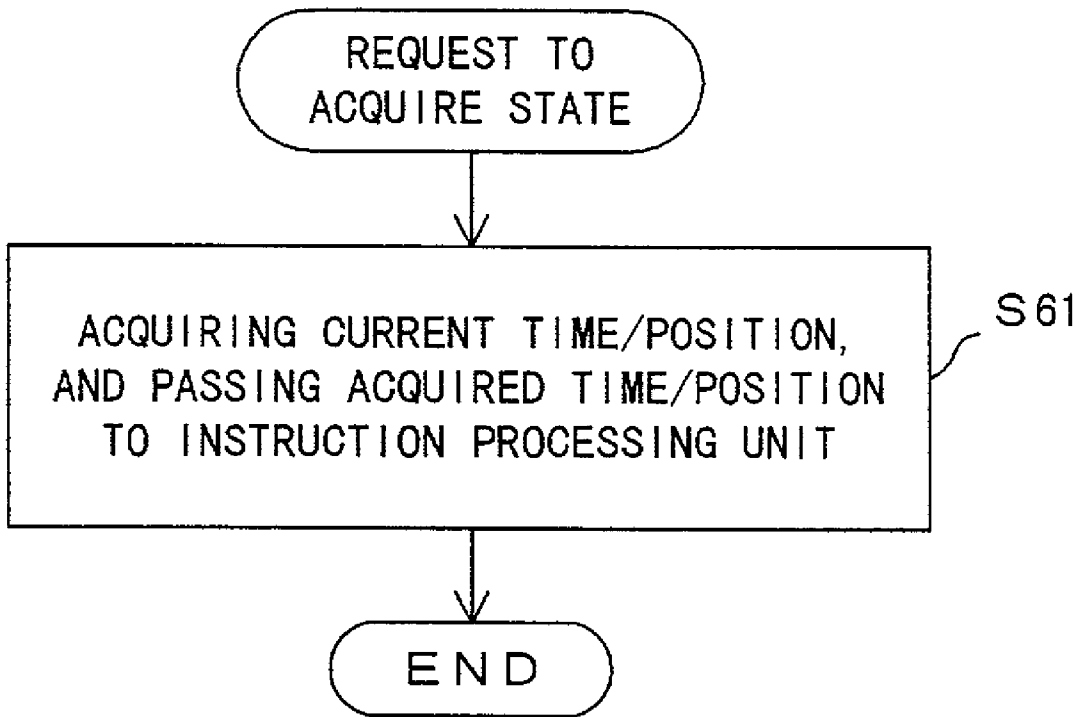 REQUEST TO
ACQUIRE STATE
ACQUIRING CURRENT TIME/POSITION,
AND PASSING ACQUIRED TIME/POSITION
TO INSTRUCTION PROCESSING UNIT
S61
END